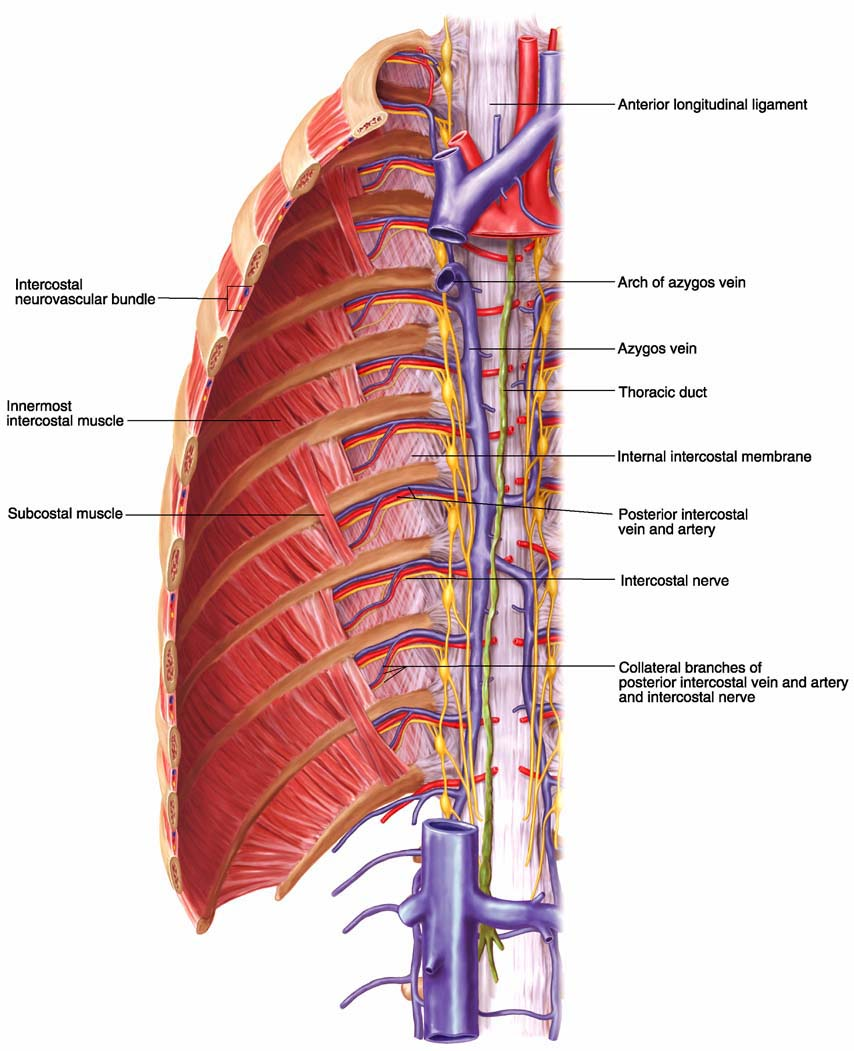 Anterior longitudinal ligament
Intercostal
neurovascular bundle
Arch of azygos vein
Azygos vein
Thoracic duct
Innermost
intercostal muscle
Internal intercostal membrane
Subcostal muscle
Posterior intercostal
vein and artery
Intercostal nerve
Collateral branches of
posterior intercostal vein and artery
and intercostal nerve